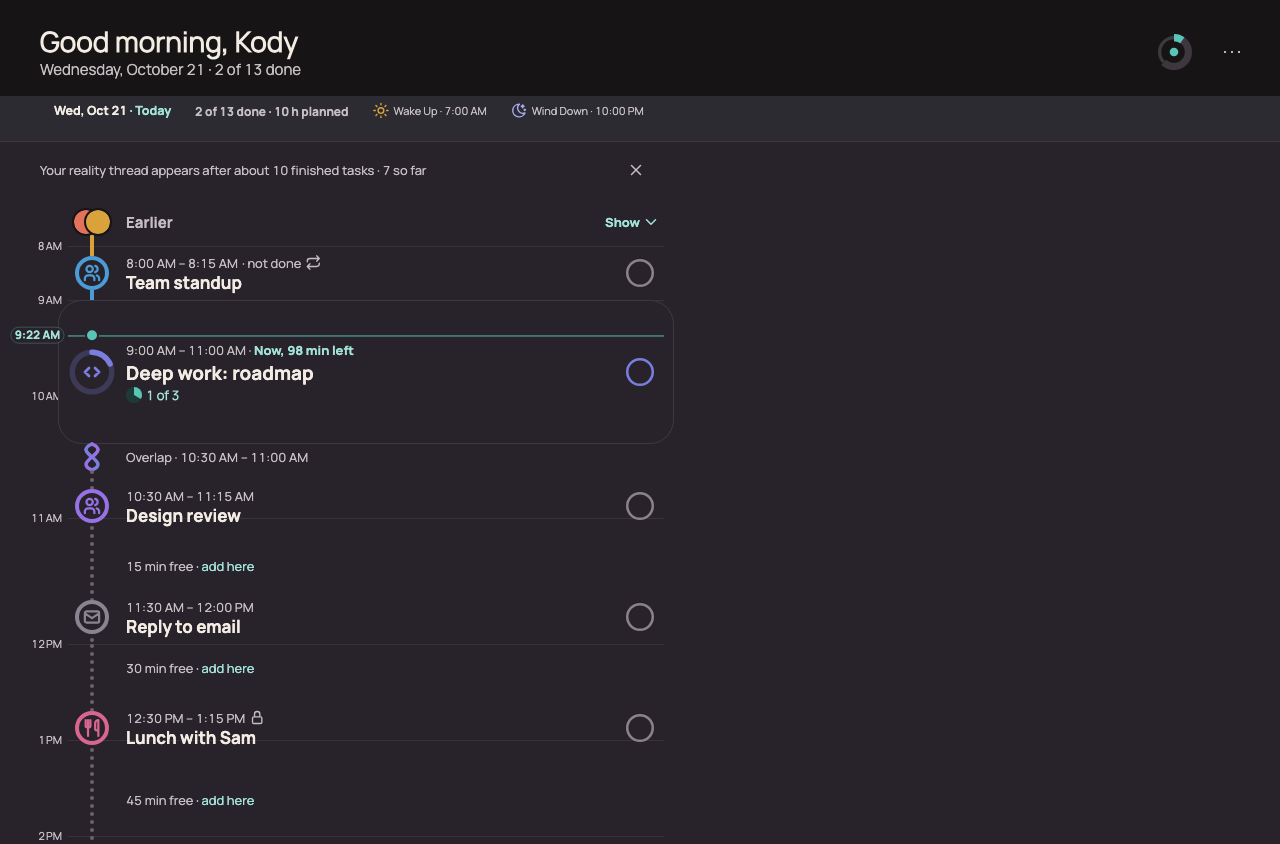 Good morning, Kody
Wednesday, October 21 · 2 of 13 done
...
Wed, Oct 21 · Today
2 of 13 done · 10 h planned
Wake Up · 7:00 AM
Wind Down · 10:00 PM
Your reality thread appears after about 10 finished tasks · 7 so far
Earlier
Show
8 AM
8:00 AM – 8:15 AM · not done
Team standup
9 AM
9:22 AM
9:00 AM – 11:00 AM · Now, 98 min left
Deep work: roadmap
1 of 3
10 AM
Overlap · 10:30 AM – 11:00 AM
10:30 AM – 11:15 AM
Design review
11 AM
15 min free · add here
11:30 AM – 12:00 PM
Reply to email
12 PM
30 min free · add here
12:30 PM – 1:15 PM
Lunch with Sam
1 PM
45 min free · add here
2 PM